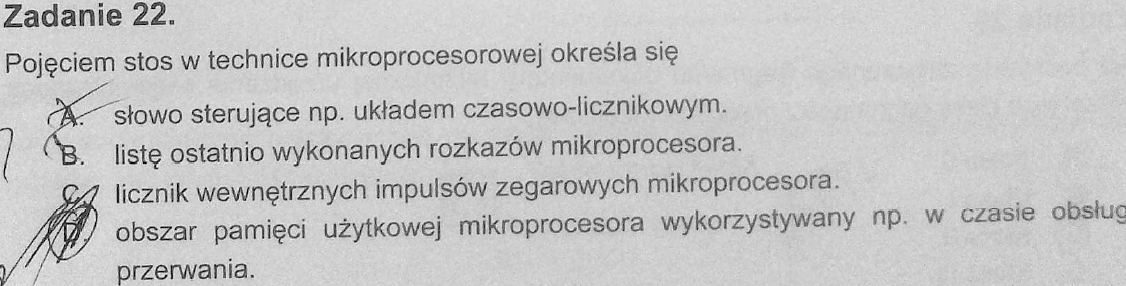 Zadanie 22.
Pojęciem stos w technice mikroprocesorowej określa się
A. słowo sterujące np. układem czasowo-licznikowym.
B. listę ostatnio wykonanych rozkazów mikroprocesora.
C. licznik wewnętrznych impulsów zegarowych mikroprocesora.
D. obszar pamięci użytkowej mikroprocesora wykorzystywany np. w czasie obsług
przerwania.